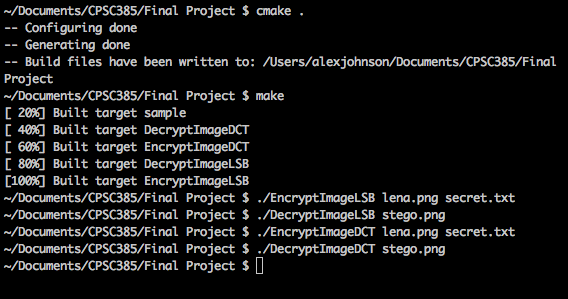 ~/Documents/CPSC385/Final Project $ cmake .
-- Configuring done
-- Generating done
-- Build files have been written to: /Users/alexjohnson/Documents/CPSC385/Final
Project
~/Documents/CPSC385/Final Project $ make
[ 20%] Built target sample
[ 40%] Built target DecryptImageDCT
[ 60%] Built target EncryptImageDCT
[ 80%] Built target DecryptImageLSB
[100%] Built target EncryptImageLSB
~/Documents/CPSC385/Final Project $ ./EncryptImageLSB lena.png secret.txt
~/Documents/CPSC385/Final Project $ ./DecryptImageLSB stego.png
~/Documents/CPSC385/Final Project $ ./EncryptImageDCT lena.png secret.txt
~/Documents/CPSC385/Final Project $ ./DecryptImageDCT stego.png
~/Documents/CPSC385/Final Project $